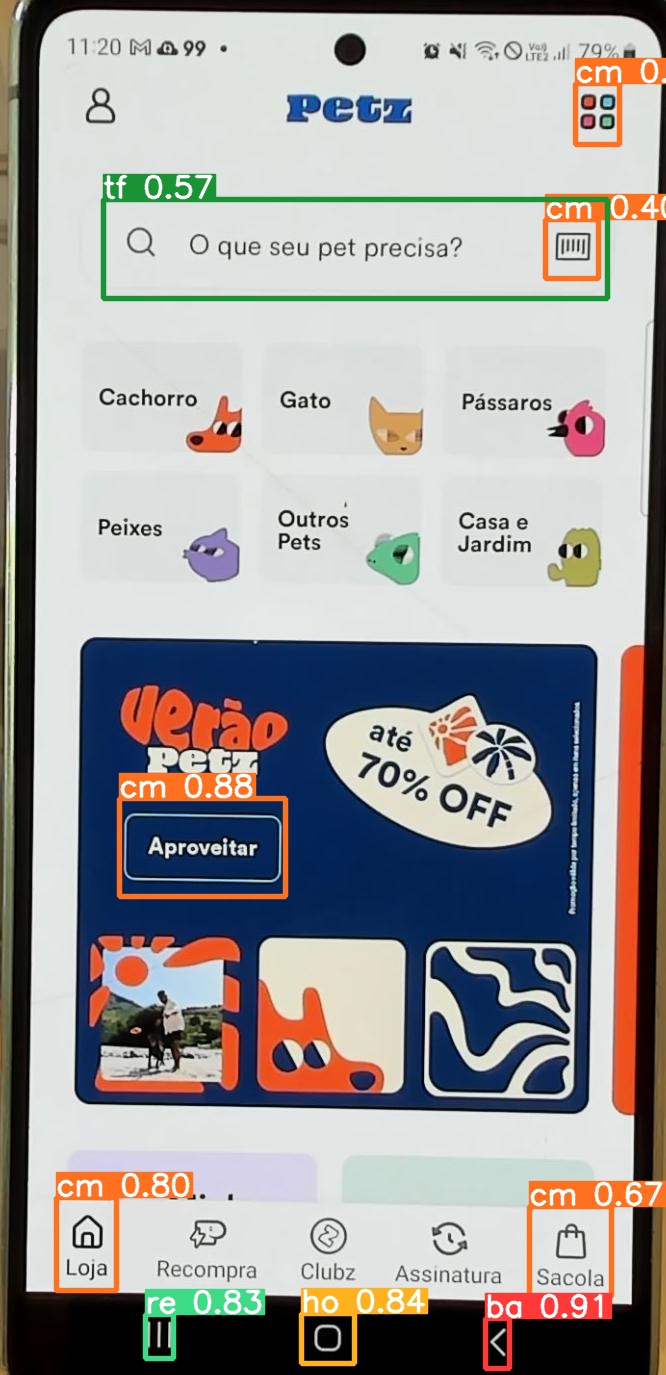 11:20 99 •
79%
cm 0.
petz
tf 0.57
cm 0.40
O que seu pet precisa?
Cachorro
Gato
Pássaros
Peixes
Outros
Pets
Casa e
Jardim
verão
petz
até
70% OFF
cm 0.88
Aproveitar
cm 0.80
cm 0.67
Loja
Recompra
Clubz
Assinatura
Sacola
re 0.83
ho 0.84
ba 0.91